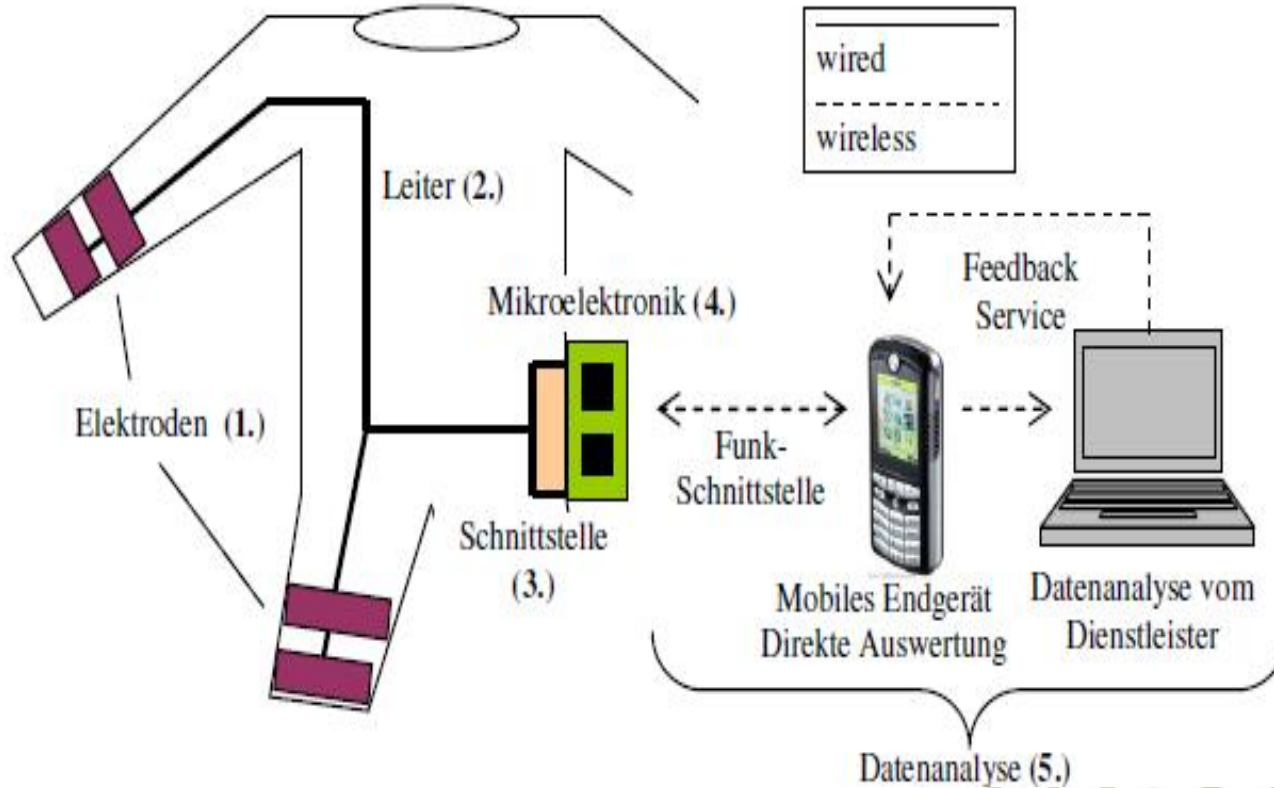 wired
wireless
Leiter (2.)
Feedback
Service
Mikroelektronik (4.)
Elektroden (1.)
Funk-
Schnittstelle
Schnittstelle
(3.)
Mobiles Endgerät
Direkte Auswertung
Datenanalyse vom
Dienstleister
Datenanalyse (5.)